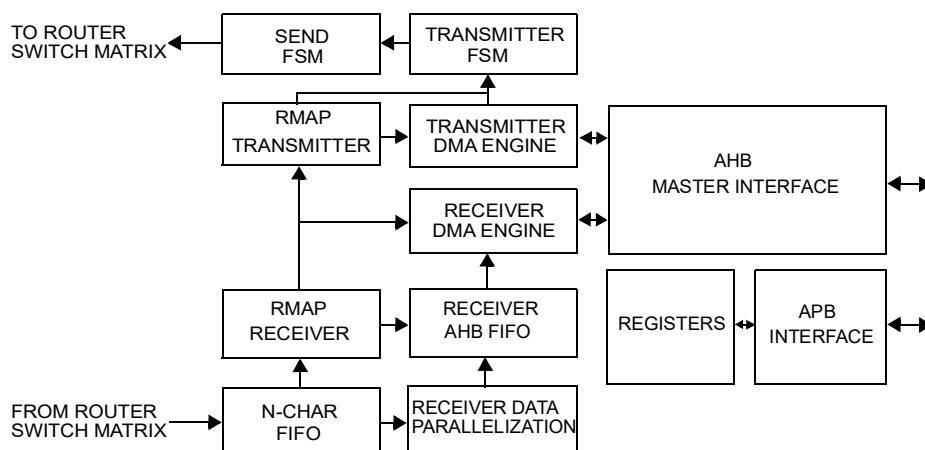 TO ROUTER
SWITCH MATRIX
SEND
FSM
TRANSMITTER
FSM
RMAP
TRANSMITTER
TRANSMITTER
DMA ENGINE
AHB
MASTER INTERFACE
RECEIVER
DMA ENGINE
RMAP
RECEIVER
RECEIVER
AHB FIFO
REGISTERS
APB
INTERFACE
FROM ROUTER
SWITCH MATRIX
N-CHAR
FIFO
RECEIVER DATA
PARALLELIZATION